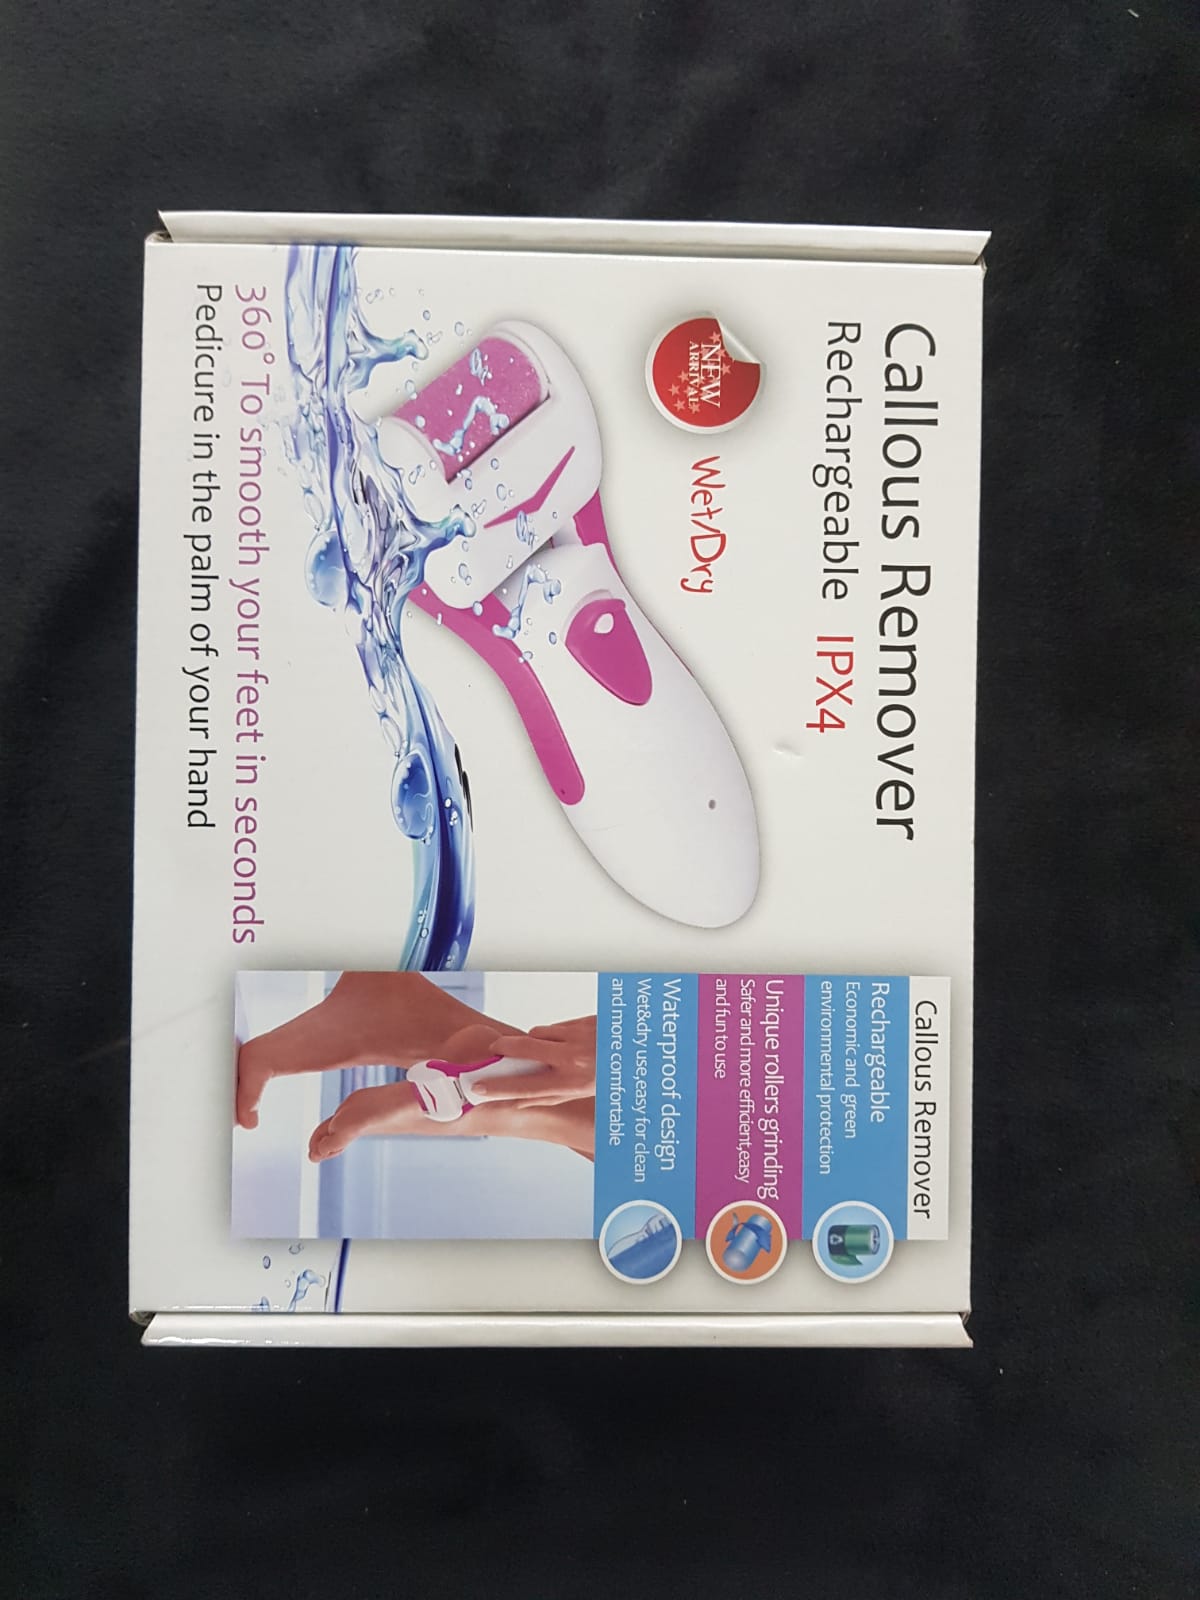 Callous Remover
Rechargeable IPX4
NEW
ARRIVAL
Wet/Dry
360° To smooth your feet in seconds
Pedicure in the palm of your hand
Callous Remover
Rechargeable
Economic and green
environmental protection
Unique rollers grinding
Safer and more efficient,easy
and fun to use
Waterproof design
Wet&dry use,easy for clean
and more comfortable